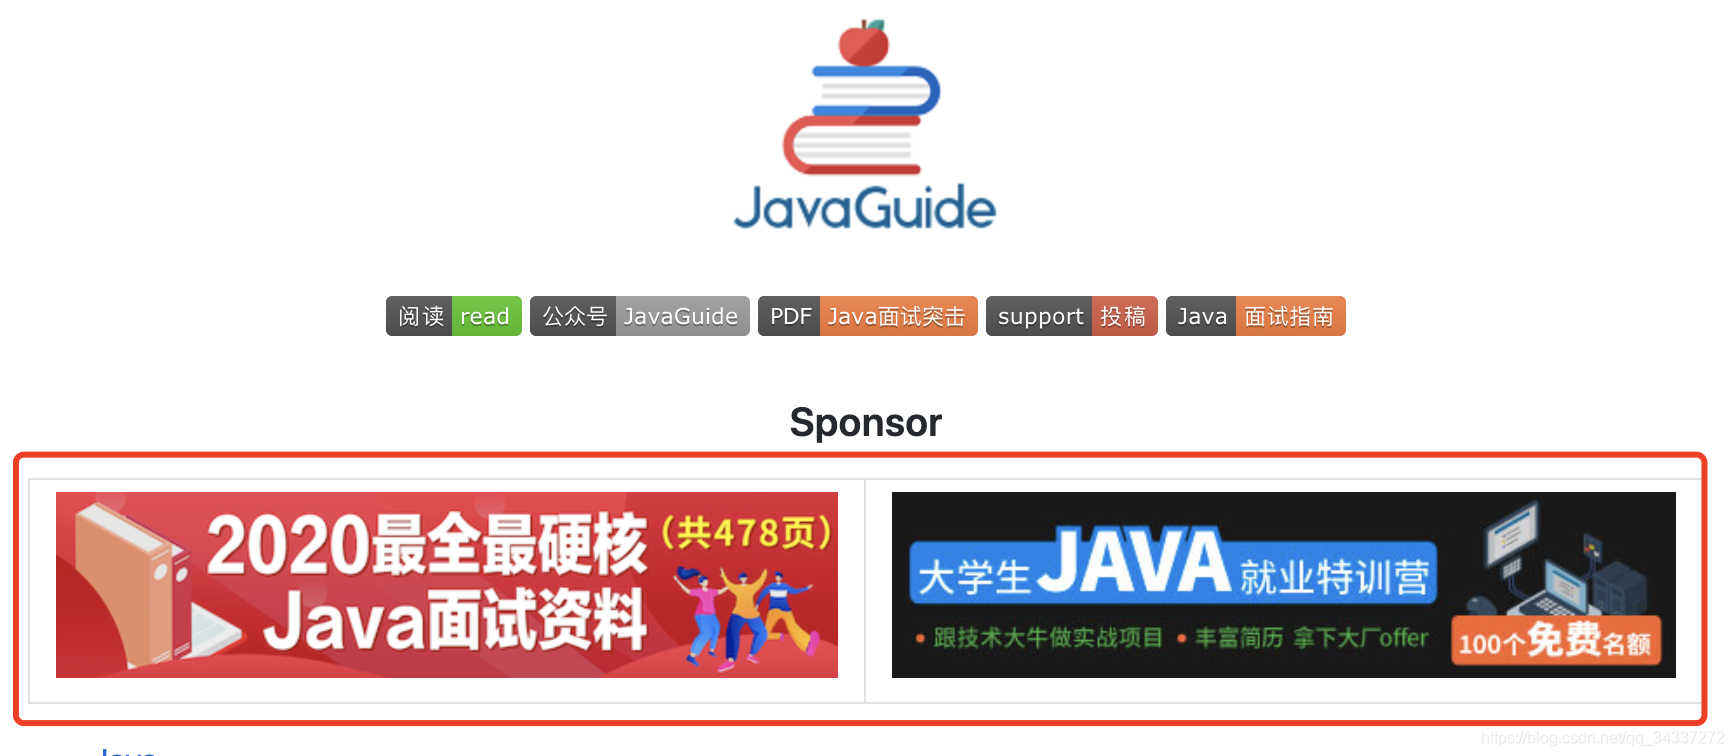 JavaGuide
阅读 read 公众号 JavaGuide PDF Java面试突击 support 投稿 Java 面试指南
Sponsor
2020最全最硬核（共478页）
Java面试资料
大学生JAVA就业特训营
• 跟技术大牛做实战项目 • 丰富简历 拿下大厂offer
100个免费名额
https://blog.csdn.net/qq_34337272